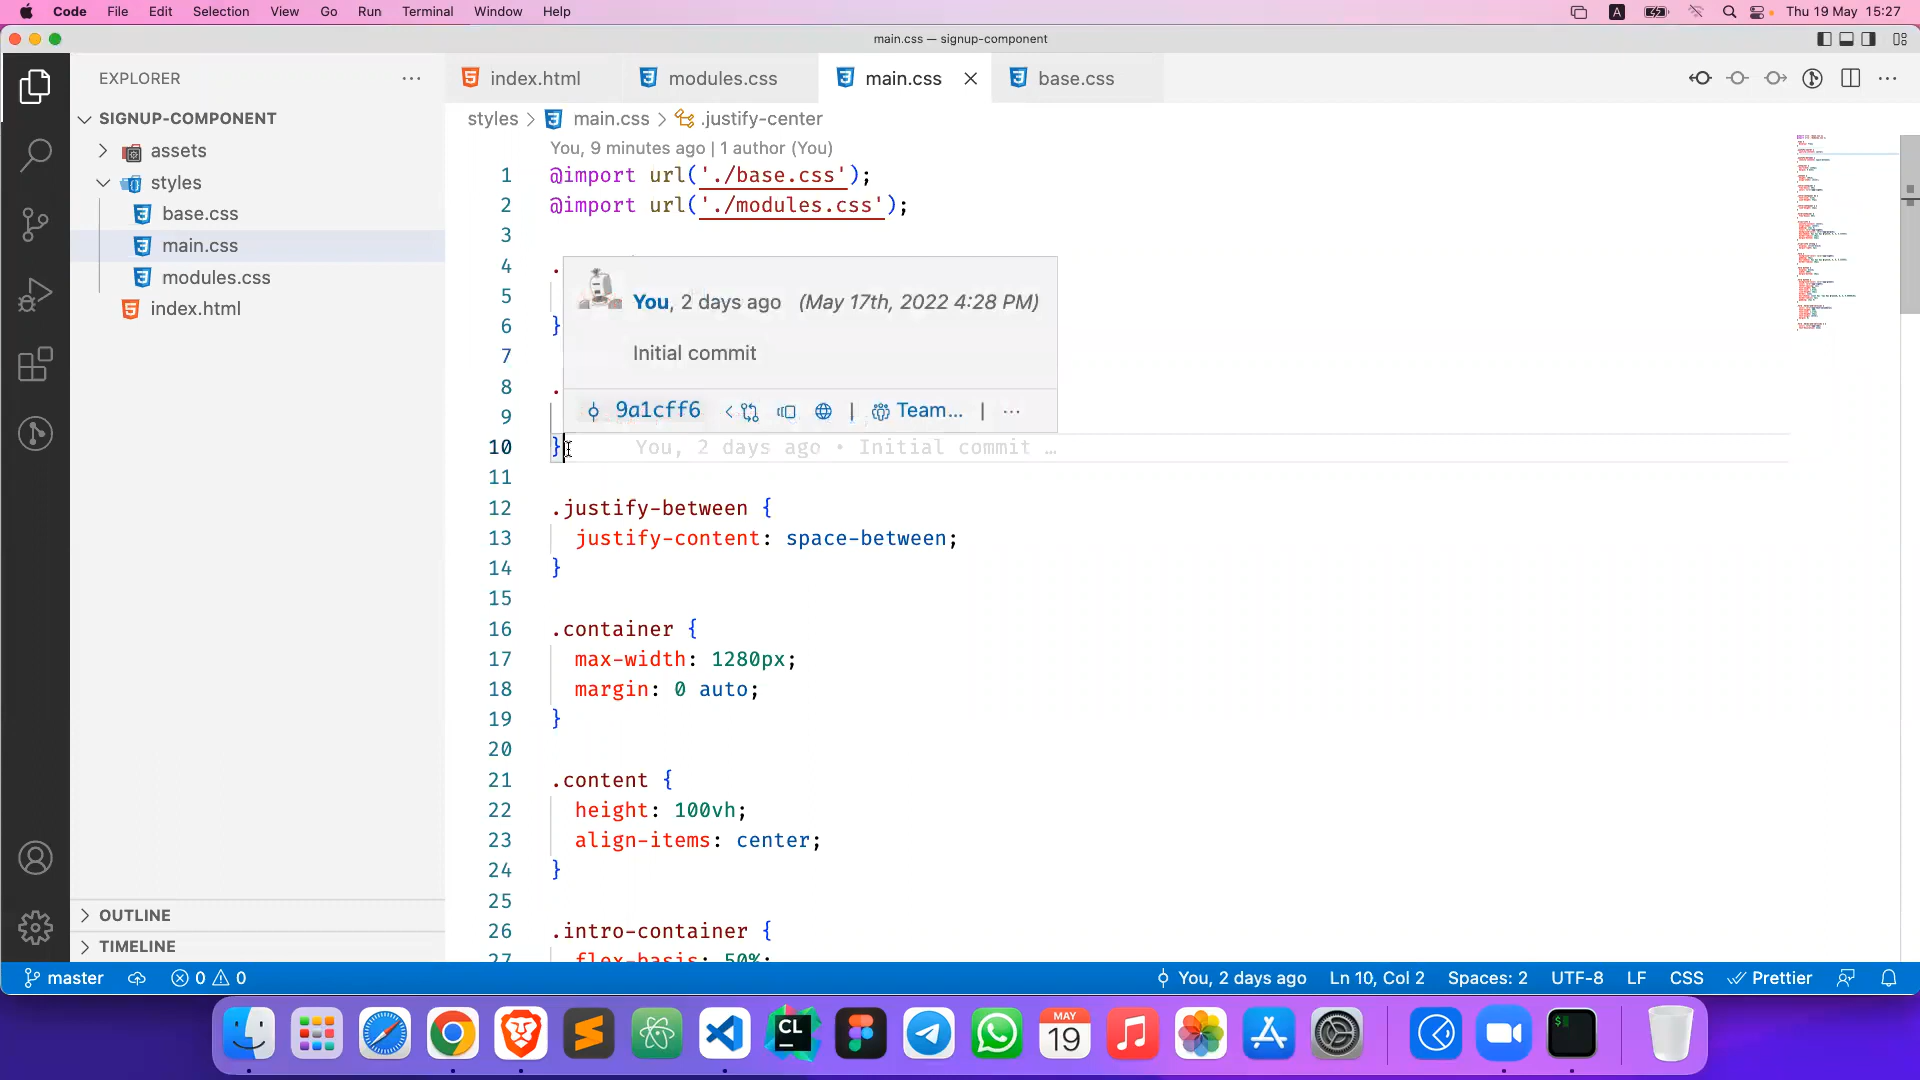 Code File Edit Selection View Go Run Terminal Window Help A Thu 19 May 15:27
main.css — signup-component
EXPLORER
SIGNUP-COMPONENT
assets
styles
base.css
main.css
modules.css
index.html
OUTLINE
TIMELINE
index.html modules.css main.css base.css
styles > main.css > .justify-center
You, 9 minutes ago | 1 author (You)
1 @import url('./base.css');
2 @import url('./modules.css');
3
4 .
5
6 }
7
8 .
9
10 } You, 2 days ago • Initial commit …
You, 2 days ago (May 17th, 2022 4:28 PM)
Initial commit
9a1cff6 | Team... | ···
11
12 .justify-between {
13 justify-content: space-between;
14 }
15
16 .container {
17 max-width: 1280px;
18 margin: 0 auto;
19 }
20
21 .content {
22 height: 100vh;
23 align-items: center;
24 }
25
26 .intro-container {
27 flex-basis: 50%;
master 0 0 You, 2 days ago Ln 10, Col 2 Spaces: 2 UTF-8 LF CSS Prettier
CL
MAY
19
$